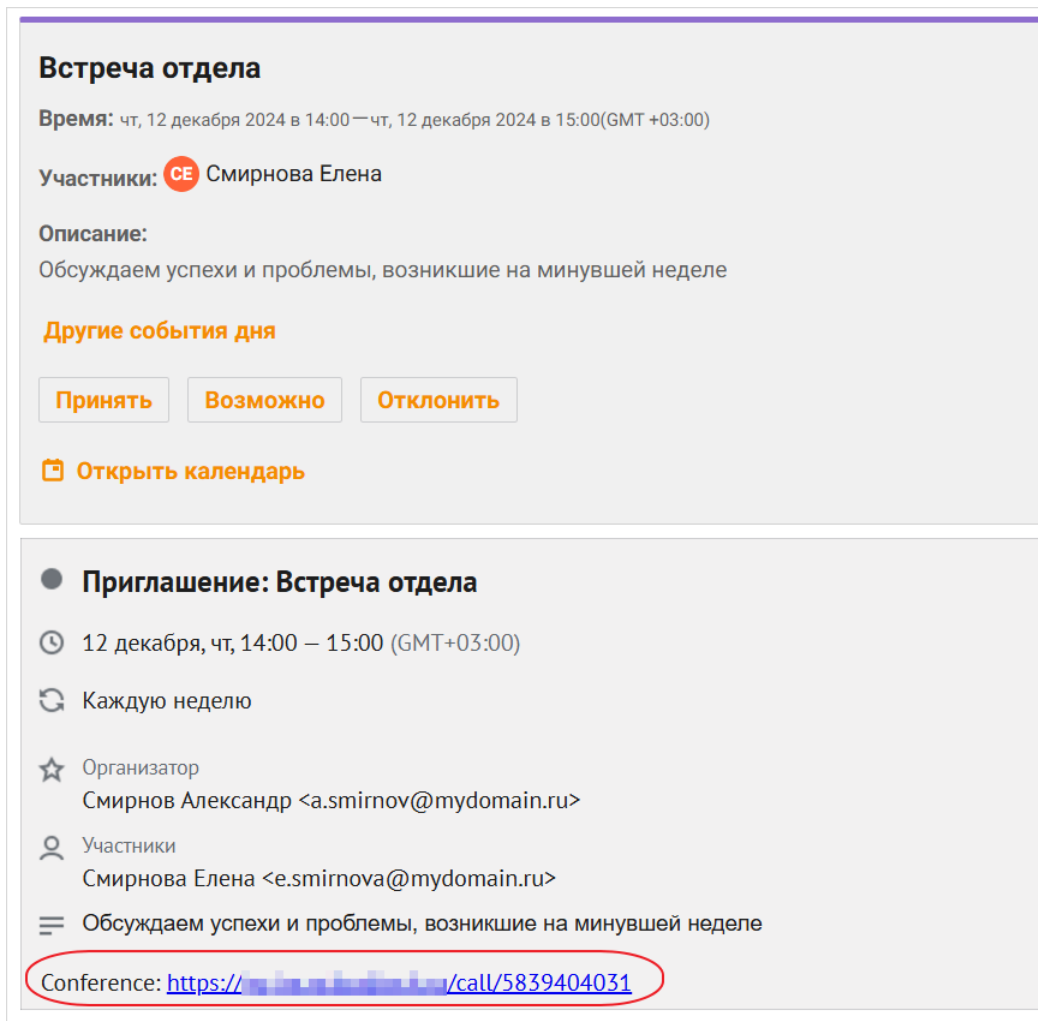 Встреча отдела
Время: чт, 12 декабря 2024 в 14:00—чт, 12 декабря 2024 в 15:00(GMT +03:00)
Участники: СЕ Смирнова Елена
Описание:
Обсуждаем успехи и проблемы, возникшие на минувшей неделе
Другие события дня
Принять Возможно Отклонить
Открыть календарь
Приглашение: Встреча отдела
12 декабря, чт, 14:00 — 15:00 (GMT+03:00)
Каждую неделю
Организатор
Смирнов Александр <a.smirnov@mydomain.ru>
Участники
Смирнова Елена <e.smirnova@mydomain.ru>
Обсуждаем успехи и проблемы, возникшие на минувшей неделе
Conference: https:// /call/5839404031